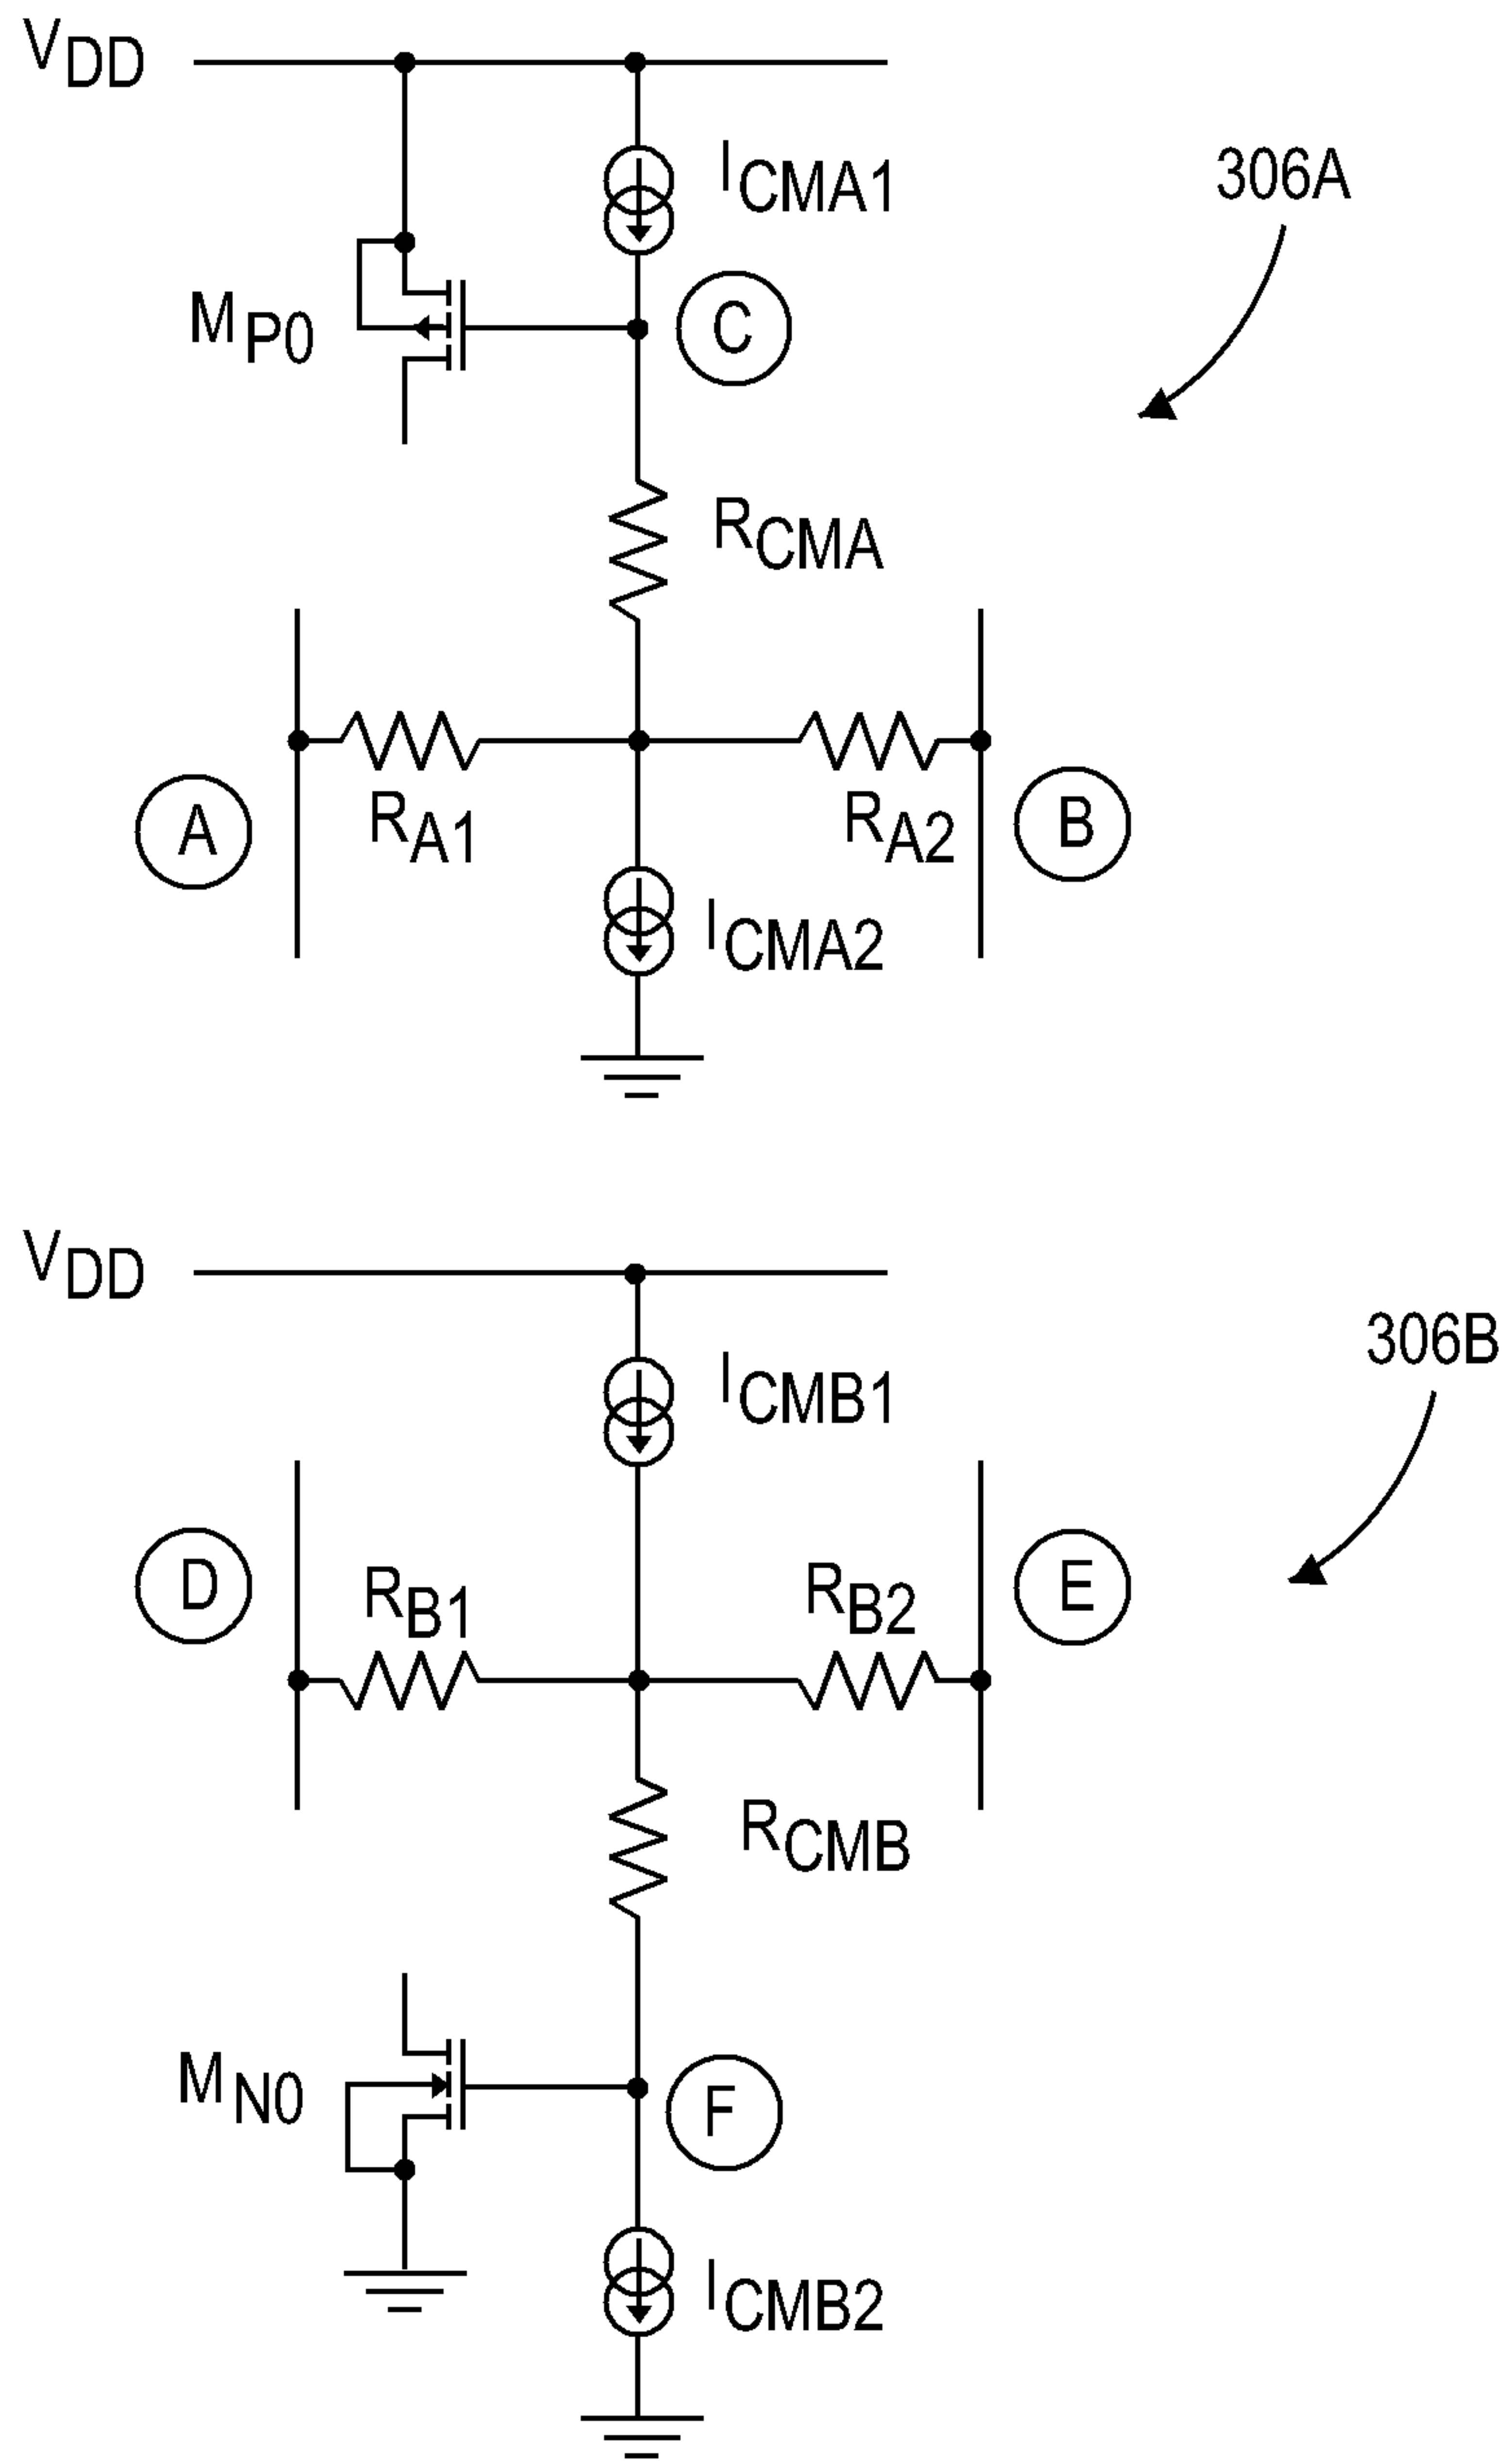 VDD
ICMA1
306A
MP0
C
RCMA
RA1
RA2
A
B
ICMA2
VDD
ICMB1
306B
D
RB1
RB2
E
RCMB
MN0
F
ICMB2